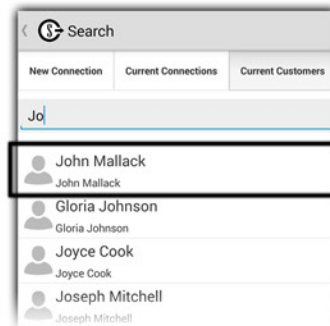 Search
New Connection Current Connections Current Customers
Jo
John Mallack
John Mallack
Gloria Johnson
Gloria Johnson
Joyce Cook
Joyce Cook
Joseph Mitchell
Joseph Mitchell